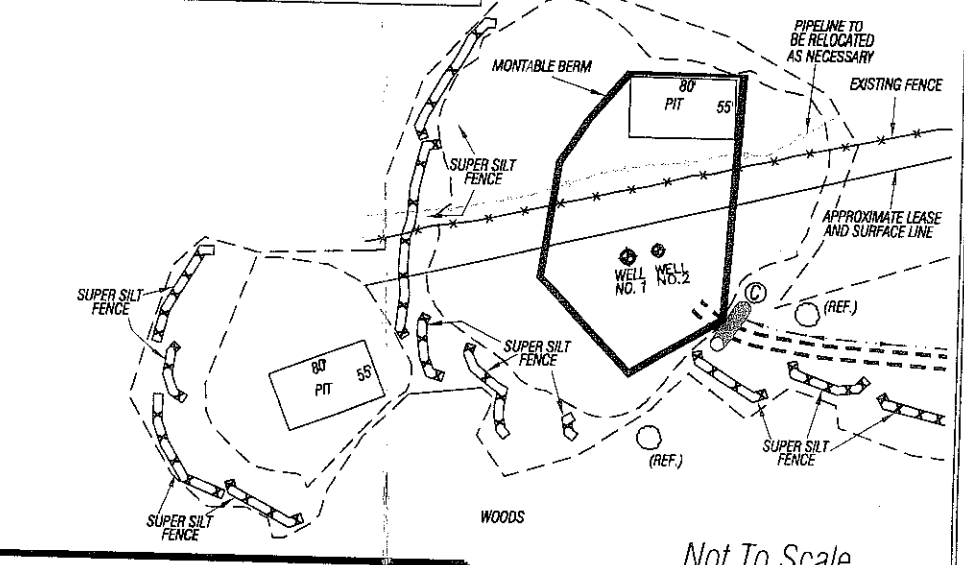 PIPELINE TO
BE RELOCATED
AS NECESSARY
MONTABLE BERM
EXISTING FENCE
80'
PIT
55'
SUPER SILT
FENCE
APPROXIMATE LEASE
AND SURFACE LINE
WELL
NO. 1
WELL
NO.2
C
(REF.)
SUPER SILT
FENCE
SUPER SILT
FENCE
80'
PIT
55'
(REF.)
SUPER SILT
FENCE
SUPER SILT
FENCE
WOODS
Not To Scale